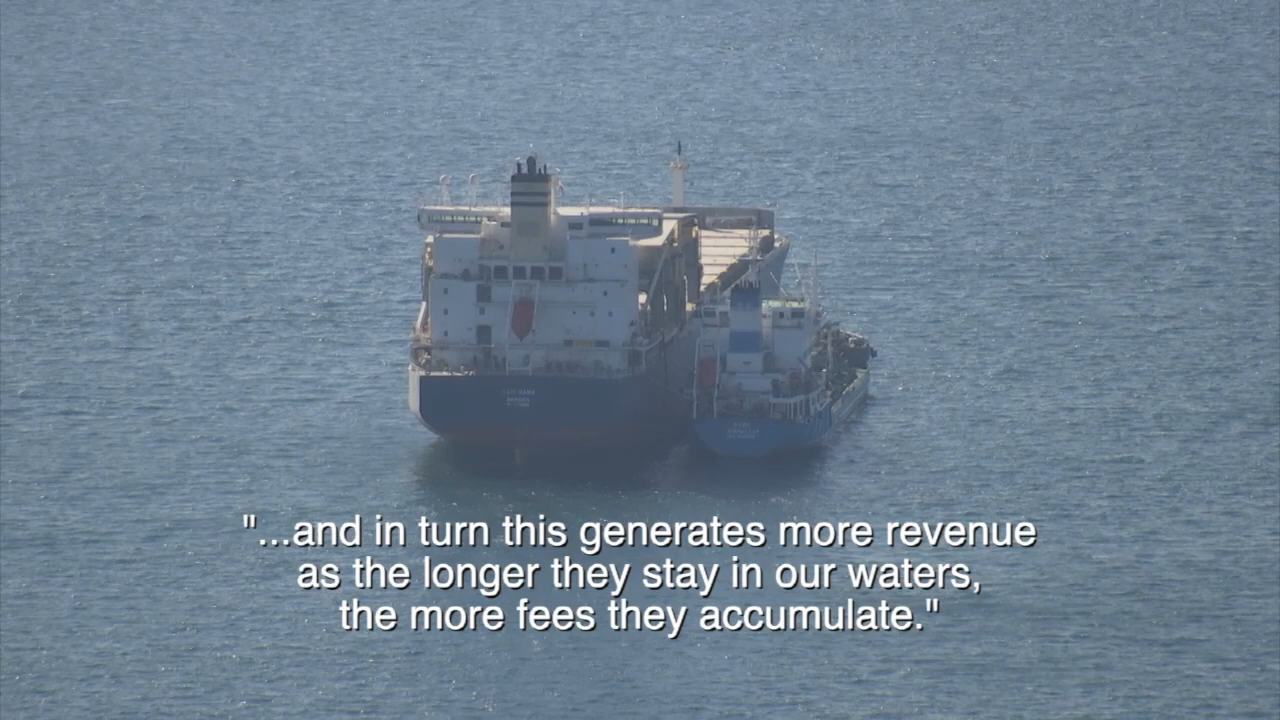 "...and in turn this generates more revenue
as the longer they stay in our waters,
the more fees they accumulate."